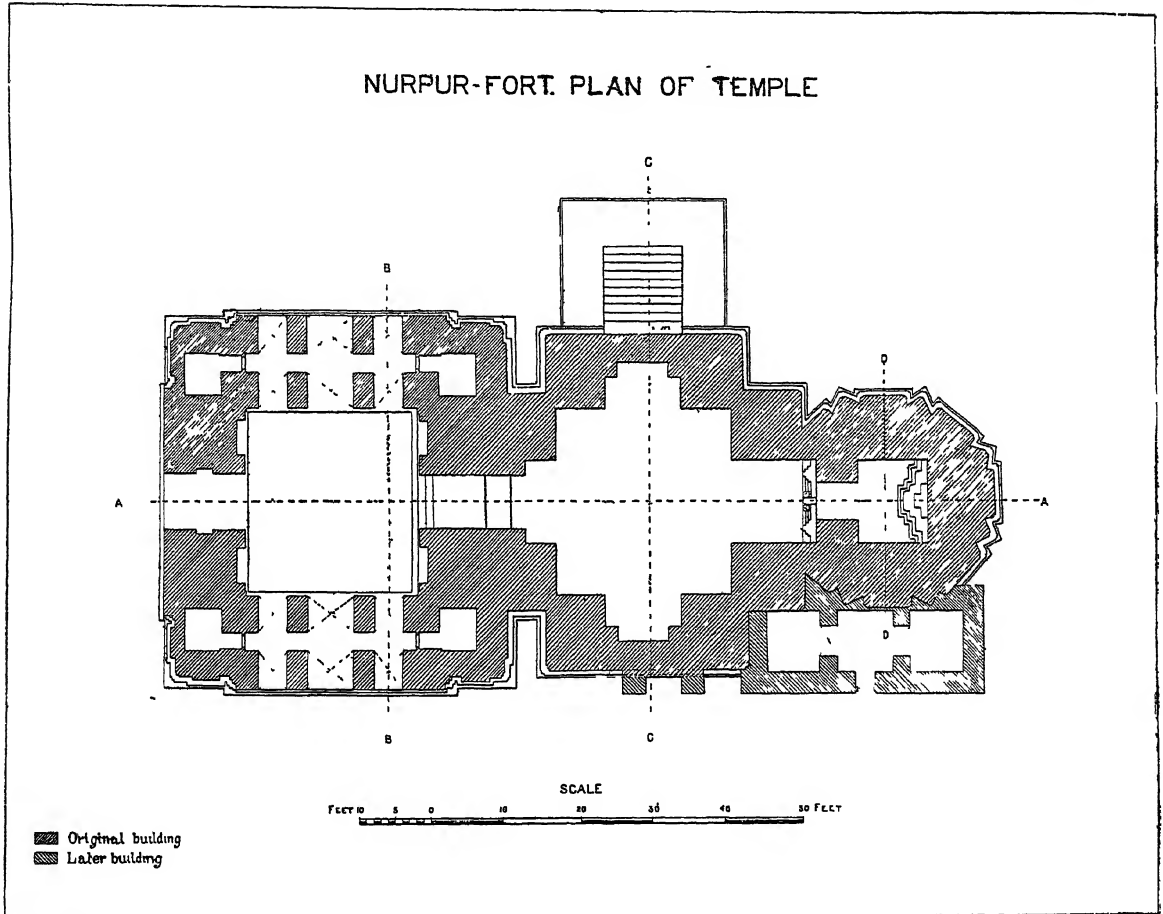 NURPUR-FORT. PLAN OF TEMPLE
C
B
D
A A
D
B C
SCALE
FEET 10 5 0 10 20 30 40 50 FEET
Original building
Later building